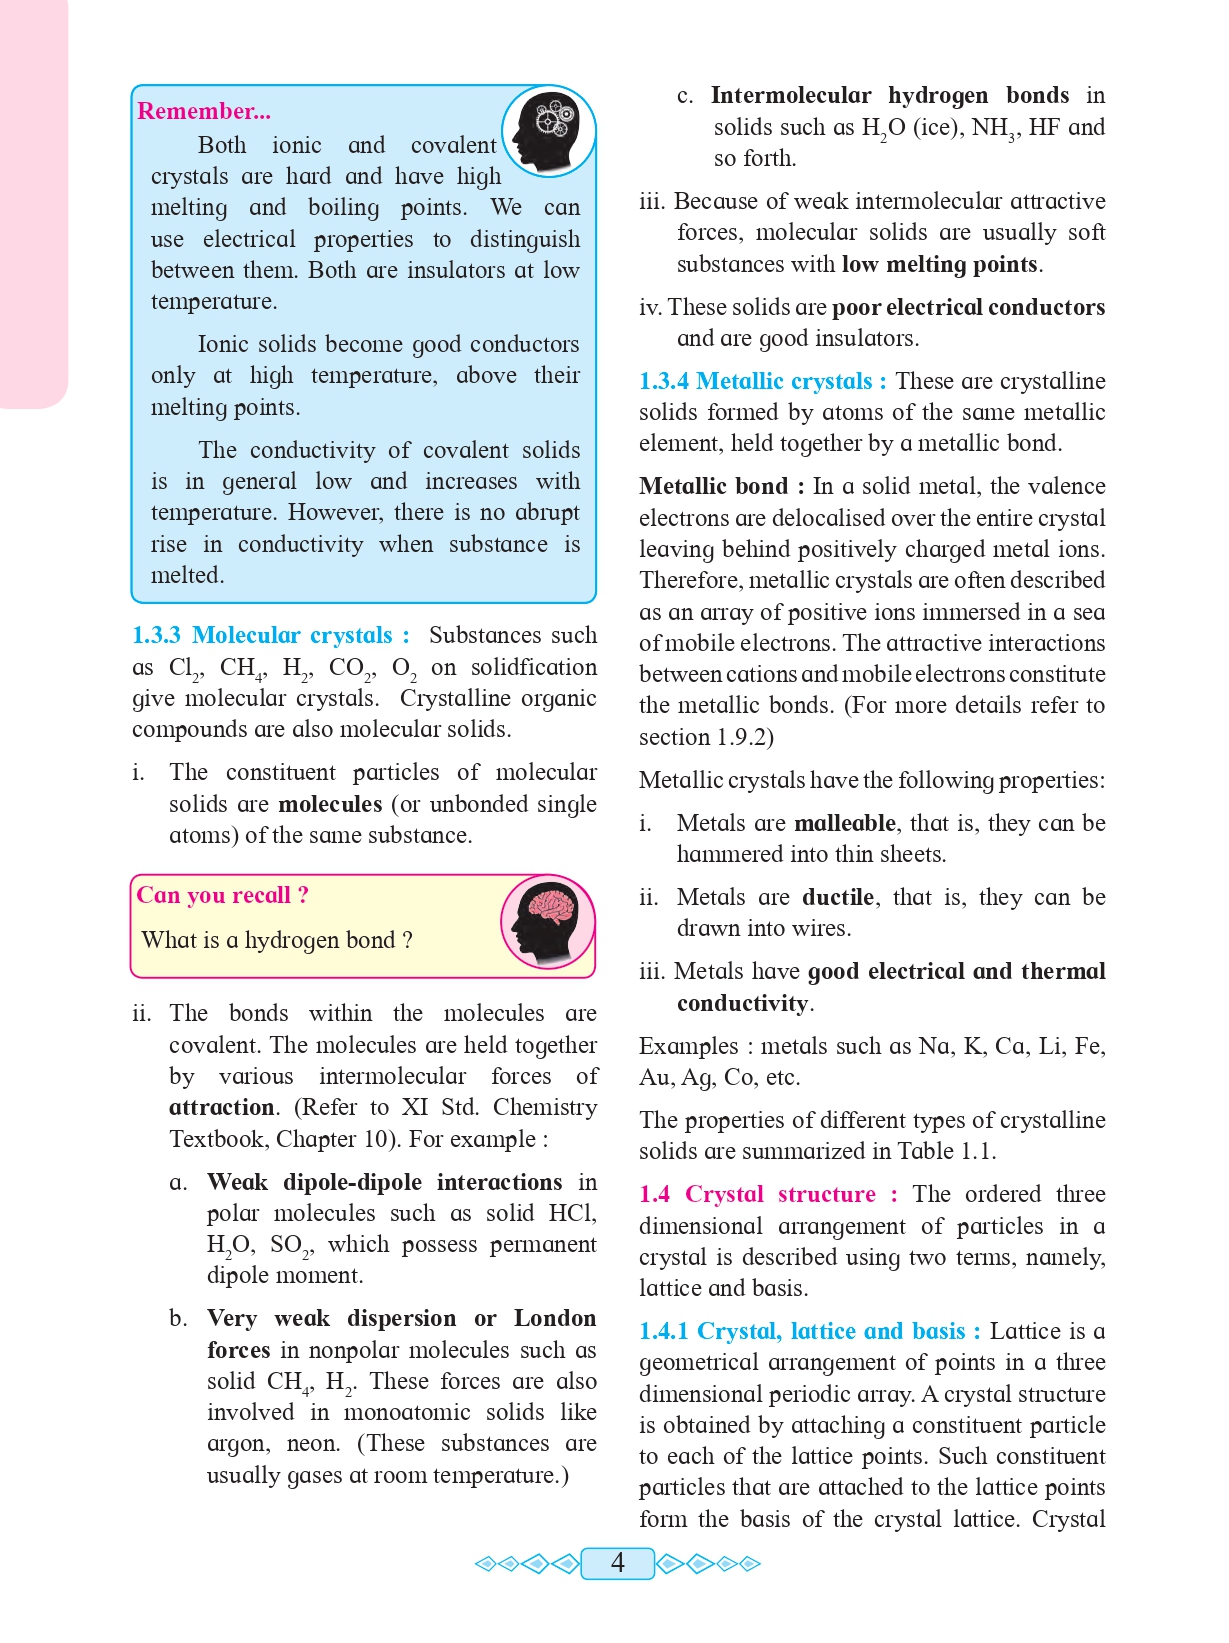 Remember...
Both ionic and covalent
crystals are hard and have high
melting and boiling points. We can
use electrical properties to distinguish
between them. Both are insulators at low
temperature.
Ionic solids become good conductors
only at high temperature, above their
melting points.
The conductivity of covalent solids
is in general low and increases with
temperature. However, there is no abrupt
rise in conductivity when substance is
melted.
1.3.3 Molecular crystals : Substances such
as Cl₂, CH₄, H₂, CO₂, O₂ on solidfication
give molecular crystals. Crystalline organic
compounds are also molecular solids.
i. The constituent particles of molecular
solids are molecules (or unbonded single
atoms) of the same substance.
Can you recall ?
What is a hydrogen bond ?
ii. The bonds within the molecules are
covalent. The molecules are held together
by various intermolecular forces of
attraction. (Refer to XI Std. Chemistry
Textbook, Chapter 10). For example :
a. Weak dipole-dipole interactions in
polar molecules such as solid HCl,
H₂O, SO₂, which possess permanent
dipole moment.
b. Very weak dispersion or London
forces in nonpolar molecules such as
solid CH₄, H₂. These forces are also
involved in monoatomic solids like
argon, neon. (These substances are
usually gases at room temperature.)
c. Intermolecular hydrogen bonds in
solids such as H₂O (ice), NH₃, HF and
so forth.
iii. Because of weak intermolecular attractive
forces, molecular solids are usually soft
substances with low melting points.
iv. These solids are poor electrical conductors
and are good insulators.
1.3.4 Metallic crystals : These are crystalline
solids formed by atoms of the same metallic
element, held together by a metallic bond.
Metallic bond : In a solid metal, the valence
electrons are delocalised over the entire crystal
leaving behind positively charged metal ions.
Therefore, metallic crystals are often described
as an array of positive ions immersed in a sea
of mobile electrons. The attractive interactions
between cations and mobile electrons constitute
the metallic bonds. (For more details refer to
section 1.9.2)
Metallic crystals have the following properties:
i. Metals are malleable, that is, they can be
hammered into thin sheets.
ii. Metals are ductile, that is, they can be
drawn into wires.
iii. Metals have good electrical and thermal
conductivity.
Examples : metals such as Na, K, Ca, Li, Fe,
Au, Ag, Co, etc.
The properties of different types of crystalline
solids are summarized in Table 1.1.
1.4 Crystal structure : The ordered three
dimensional arrangement of particles in a
crystal is described using two terms, namely,
lattice and basis.
1.4.1 Crystal, lattice and basis : Lattice is a
geometrical arrangement of points in a three
dimensional periodic array. A crystal structure
is obtained by attaching a constituent particle
to each of the lattice points. Such constituent
particles that are attached to the lattice points
form the basis of the crystal lattice. Crystal
4